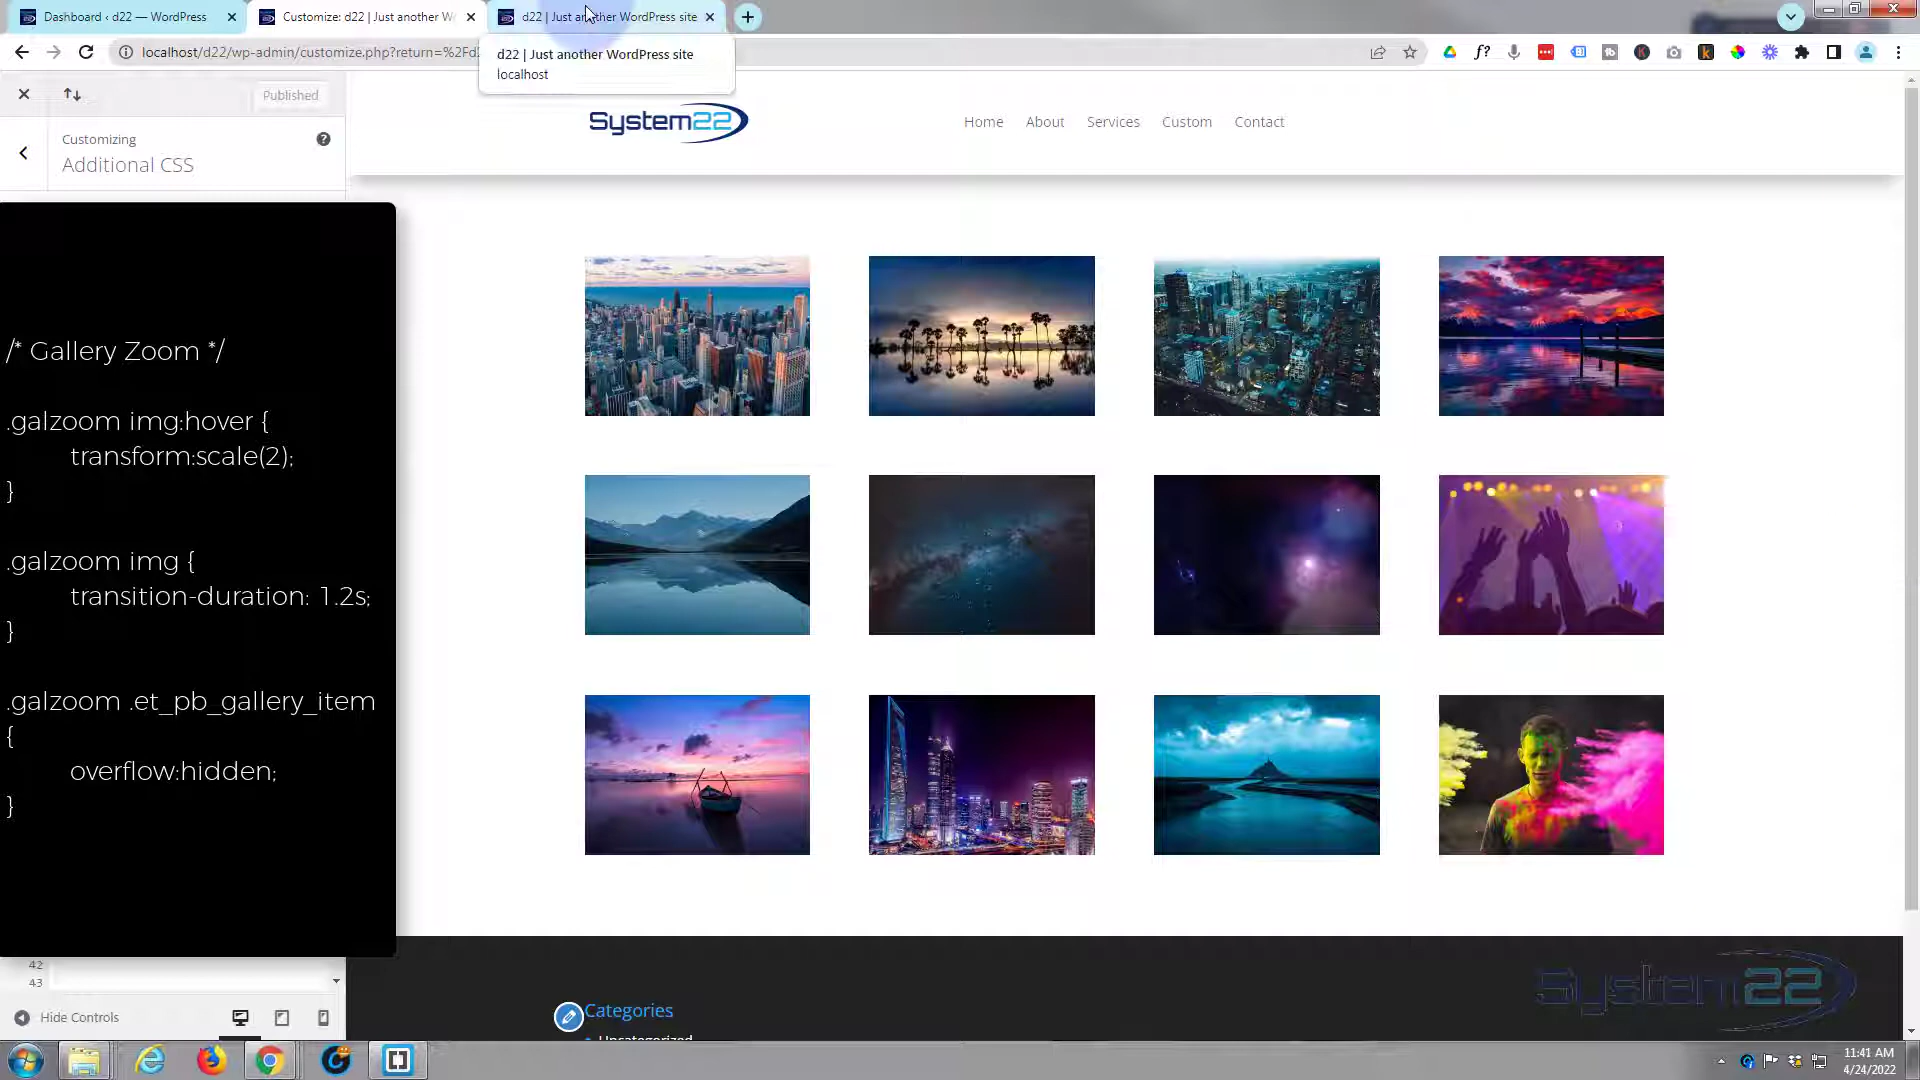 Dashboard ‹ d22 — WordPress
Customize: d22 | Just another W
d22 | Just another WordPress site
localhost/d22/wp-admin/customize.php?return=%2Fd
d22 | Just another WordPress site
localhost
Published
Customizing
Additional CSS
System22
Home
About
Services
Custom
Contact
/* Gallery Zoom */
.galzoom img:hover {
transform:scale(2);
}
.galzoom img {
transition-duration: 1.2s;
}
.galzoom .et_pb_gallery_item
{
overflow:hidden;
}
42
43
Hide Controls
Categories
Uncategorized
System22
11:41 AM
4/24/2022